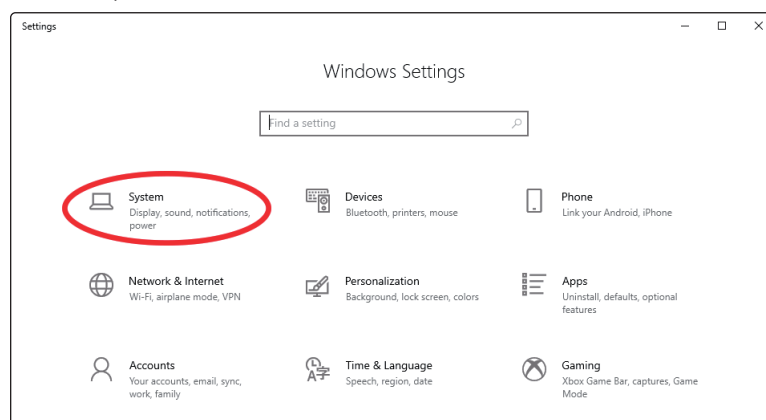 Settings
Windows Settings
Find a setting
System
Display, sound, notifications,
power
Devices
Bluetooth, printers, mouse
Phone
Link your Android, iPhone
Network & Internet
Wi-Fi, airplane mode, VPN
Personalization
Background, lock screen, colors
Apps
Uninstall, defaults, optional
features
Accounts
Your accounts, email, sync,
work, family
Time & Language
Speech, region, date
Gaming
Xbox Game Bar, captures, Game
Mode